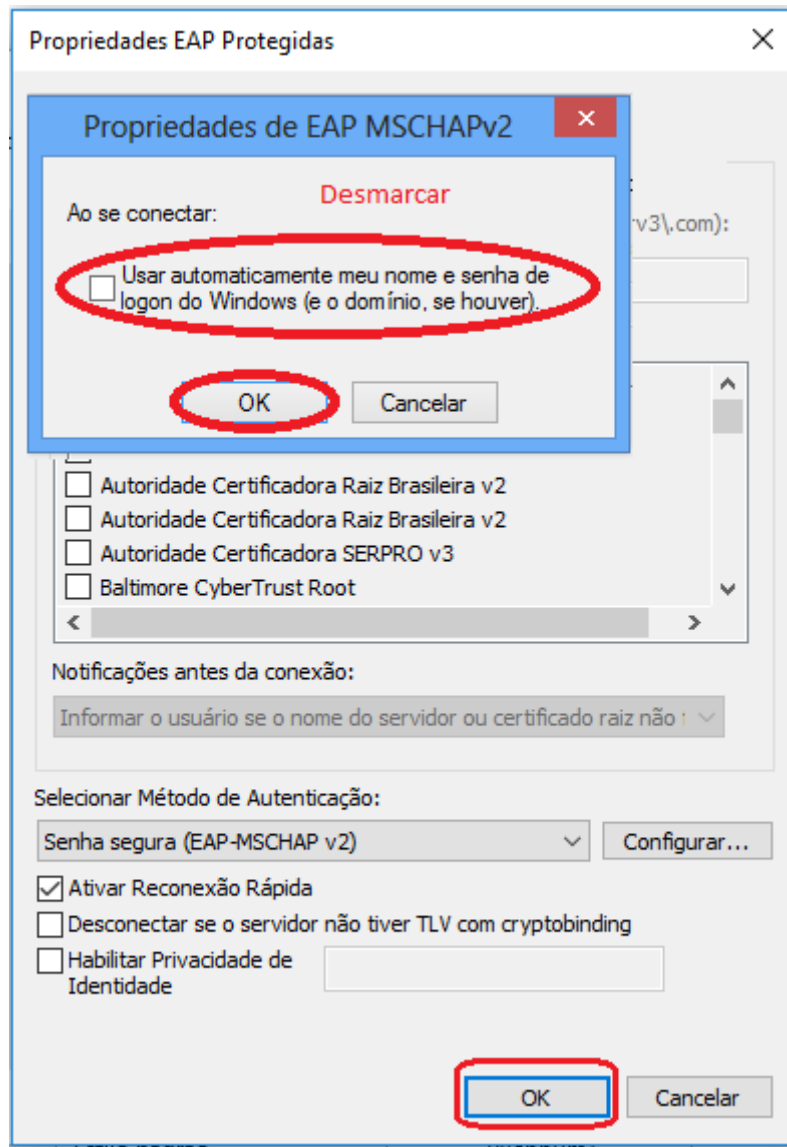 Propriedades EAP Protegidas
Propriedades de EAP MSCHAPv2
Desmarcar
Ao se conectar:
v3\.com):
Usar automaticamente meu nome e senha de
logon do Windows (e o domínio, se houver).
OK
Cancelar
Autoridade Certificadora Raiz Brasileira v2
Autoridade Certificadora Raiz Brasileira v2
Autoridade Certificadora SERPRO v3
Baltimore CyberTrust Root
Notificações antes da conexão:
Informar o usuário se o nome do servidor ou certificado raiz não
Selecionar Método de Autenticação:
Senha segura (EAP-MSCHAP v2)
Configurar...
Ativar Reconexão Rápida
Desconectar se o servidor não tiver TLV com cryptobinding
Habilitar Privacidade de
Identidade
OK
Cancelar